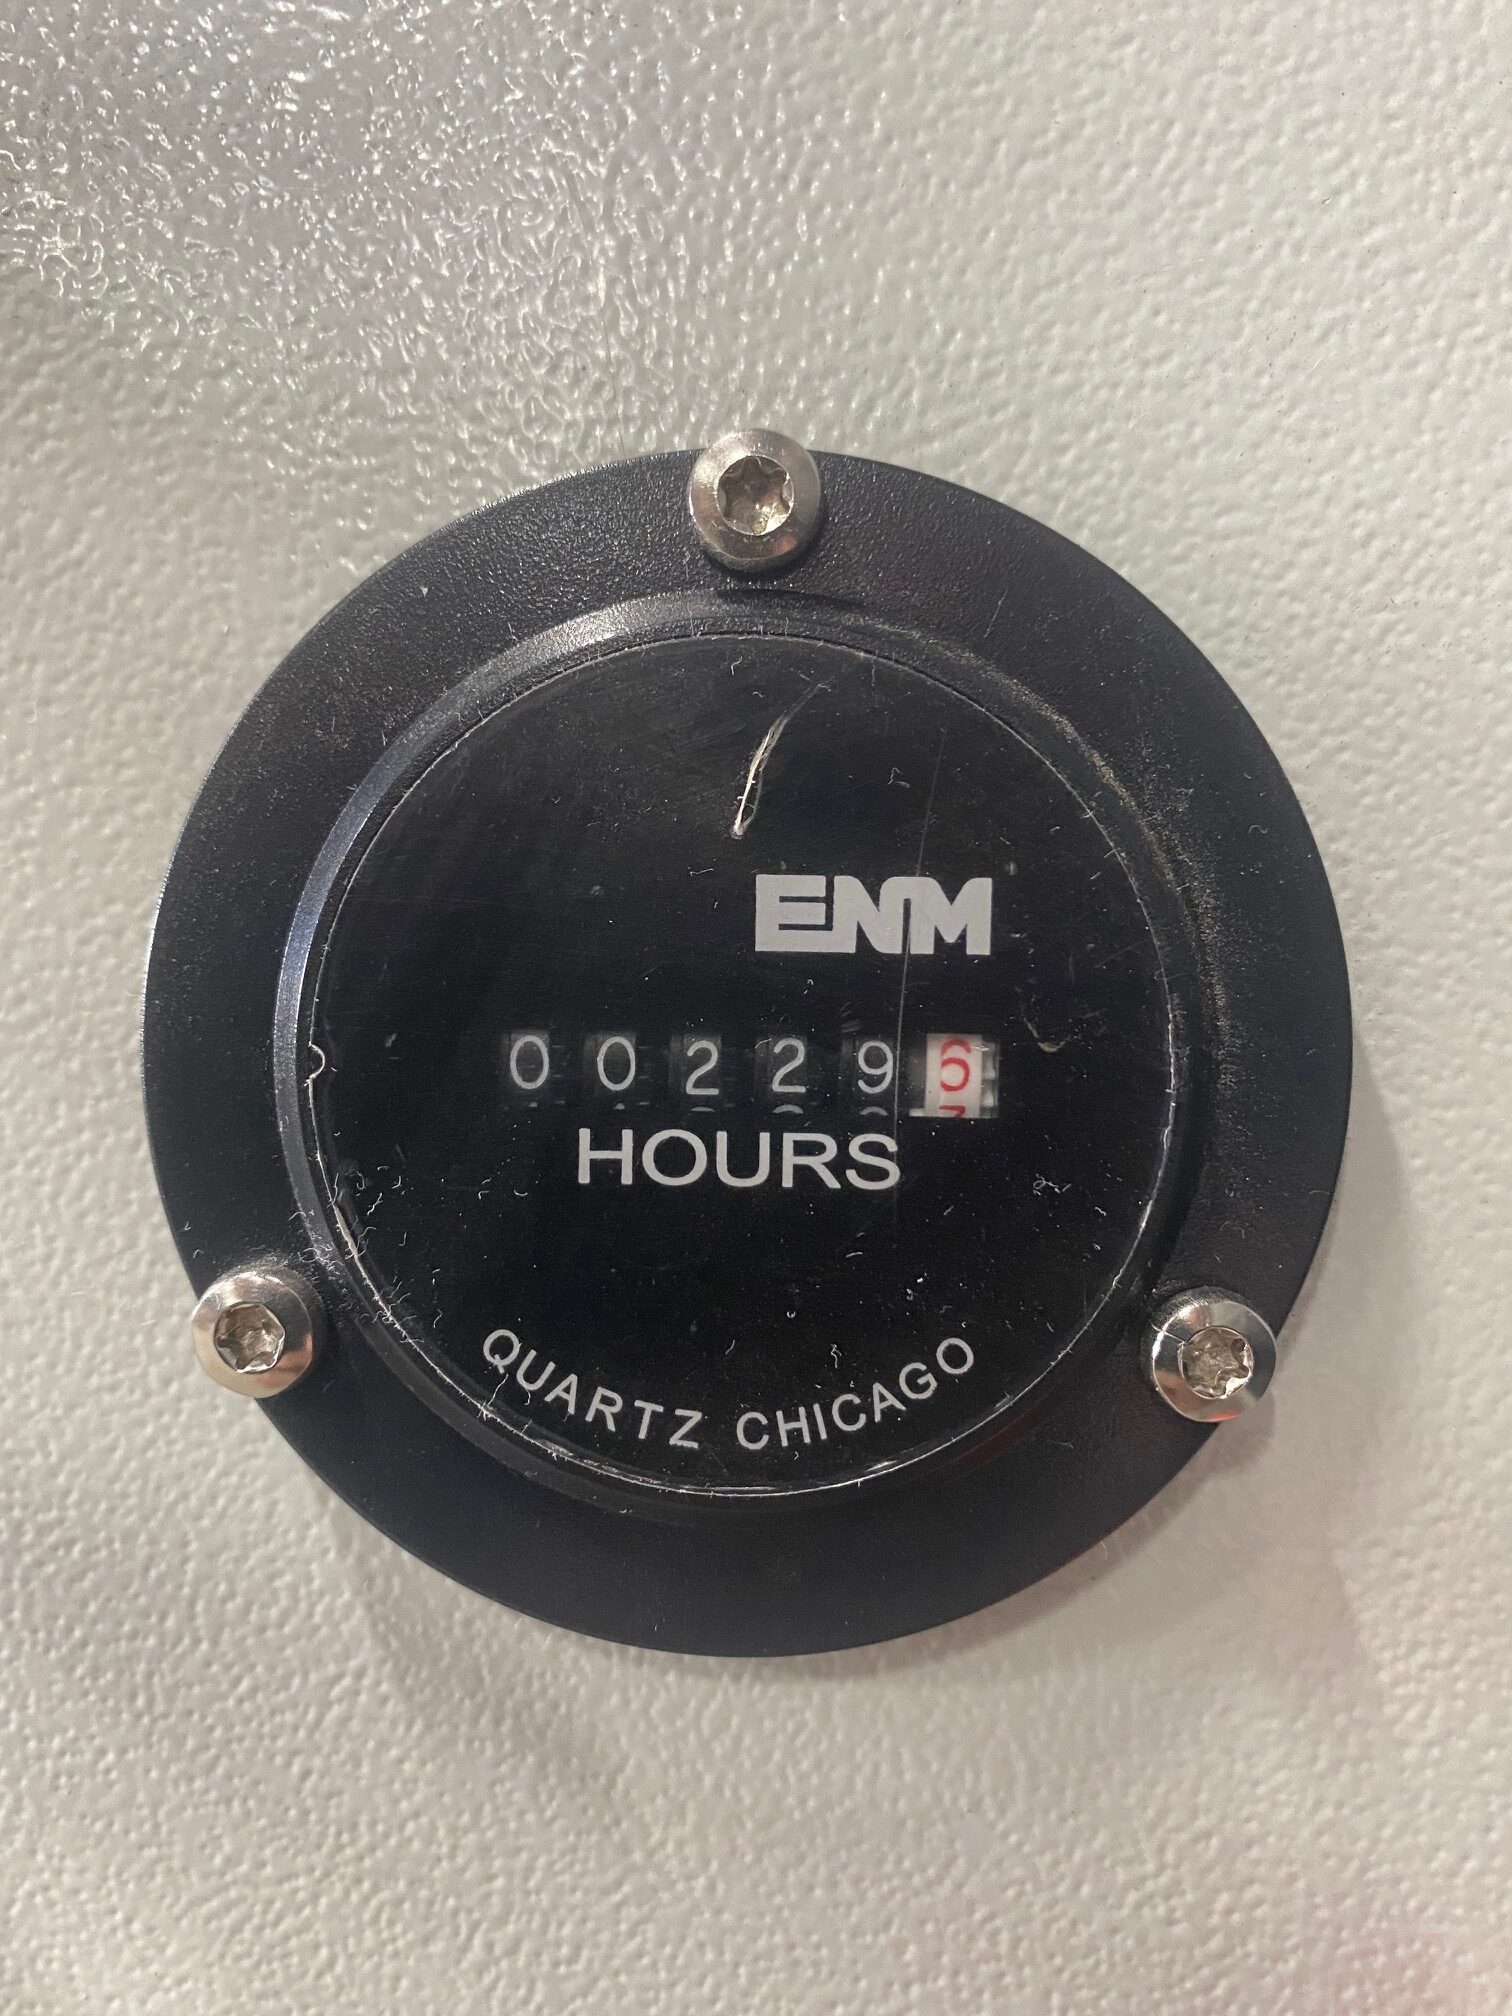 ENM
002296
HOURS
QUARTZ CHICAGO